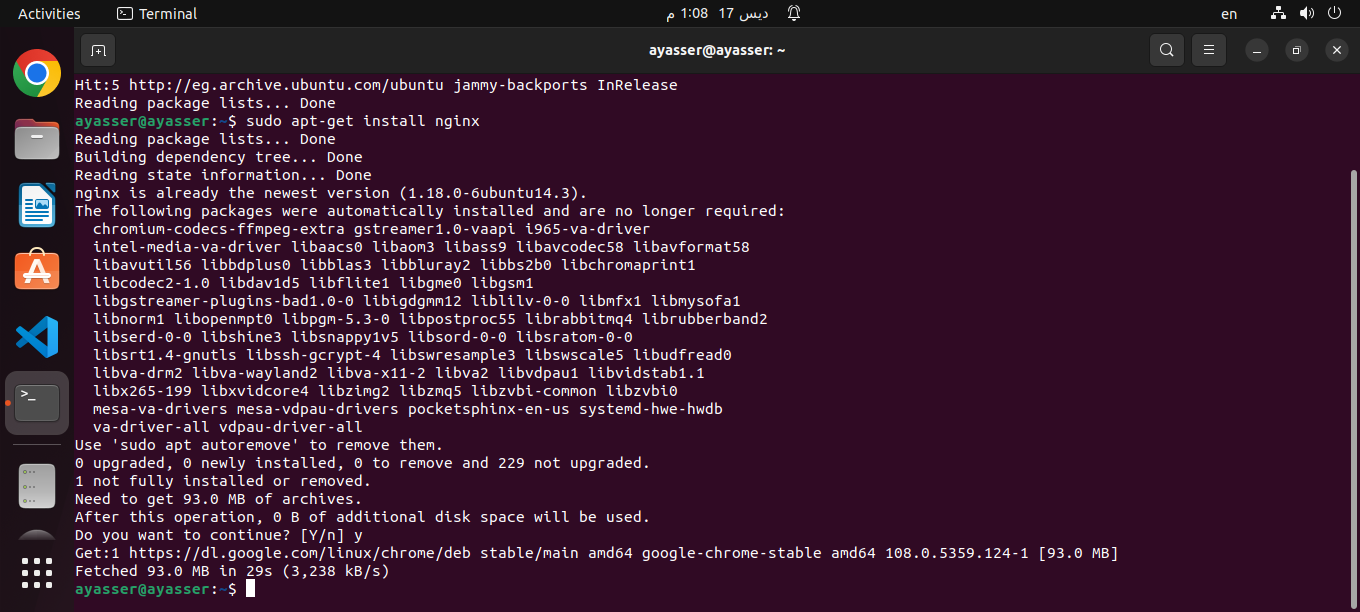 Activities
Terminal
ديس 17 1:08 م
en
ayasser@ayasser: ~
Hit:5 http://eg.archive.ubuntu.com/ubuntu jammy-backports InRelease
Reading package lists... Done
ayasser@ayasser:~$ sudo apt-get install nginx
Reading package lists... Done
Building dependency tree... Done
Reading state information... Done
nginx is already the newest version (1.18.0-6ubuntu14.3).
The following packages were automatically installed and are no longer required:
  chromium-codecs-ffmpeg-extra gstreamer1.0-vaapi i965-va-driver
  intel-media-va-driver libaacs0 libaom3 libass9 libavcodec58 libavformat58
  libavutil56 libbdplus0 libblas3 libbluray2 libbs2b0 libchromaprint1
  libcodec2-1.0 libdav1d5 libflite1 libgme0 libgsm1
  libgstreamer-plugins-bad1.0-0 libigdgmm12 liblilv-0-0 libmfx1 libmysofa1
  libnorm1 libopenmpt0 libpgm-5.3-0 libpostproc55 librabbitmq4 librubberband2
  libserd-0-0 libshine3 libsnappy1v5 libsord-0-0 libsratom-0-0
  libsrt1.4-gnutls libssh-gcrypt-4 libswresample3 libswscale5 libudfread0
  libva-drm2 libva-wayland2 libva-x11-2 libva2 libvdpau1 libvidstab1.1
  libx265-199 libxvidcore4 libzimg2 libzmq5 libzvbi-common libzvbi0
  mesa-va-drivers mesa-vdpau-drivers pocketsphinx-en-us systemd-hwe-hwdb
  va-driver-all vdpau-driver-all
Use 'sudo apt autoremove' to remove them.
0 upgraded, 0 newly installed, 0 to remove and 229 not upgraded.
1 not fully installed or removed.
Need to get 93.0 MB of archives.
After this operation, 0 B of additional disk space will be used.
Do you want to continue? [Y/n] y
Get:1 https://dl.google.com/linux/chrome/deb stable/main amd64 google-chrome-stable amd64 108.0.5359.124-1 [93.0 MB]
Fetched 93.0 MB in 29s (3,238 kB/s)
ayasser@ayasser:~$